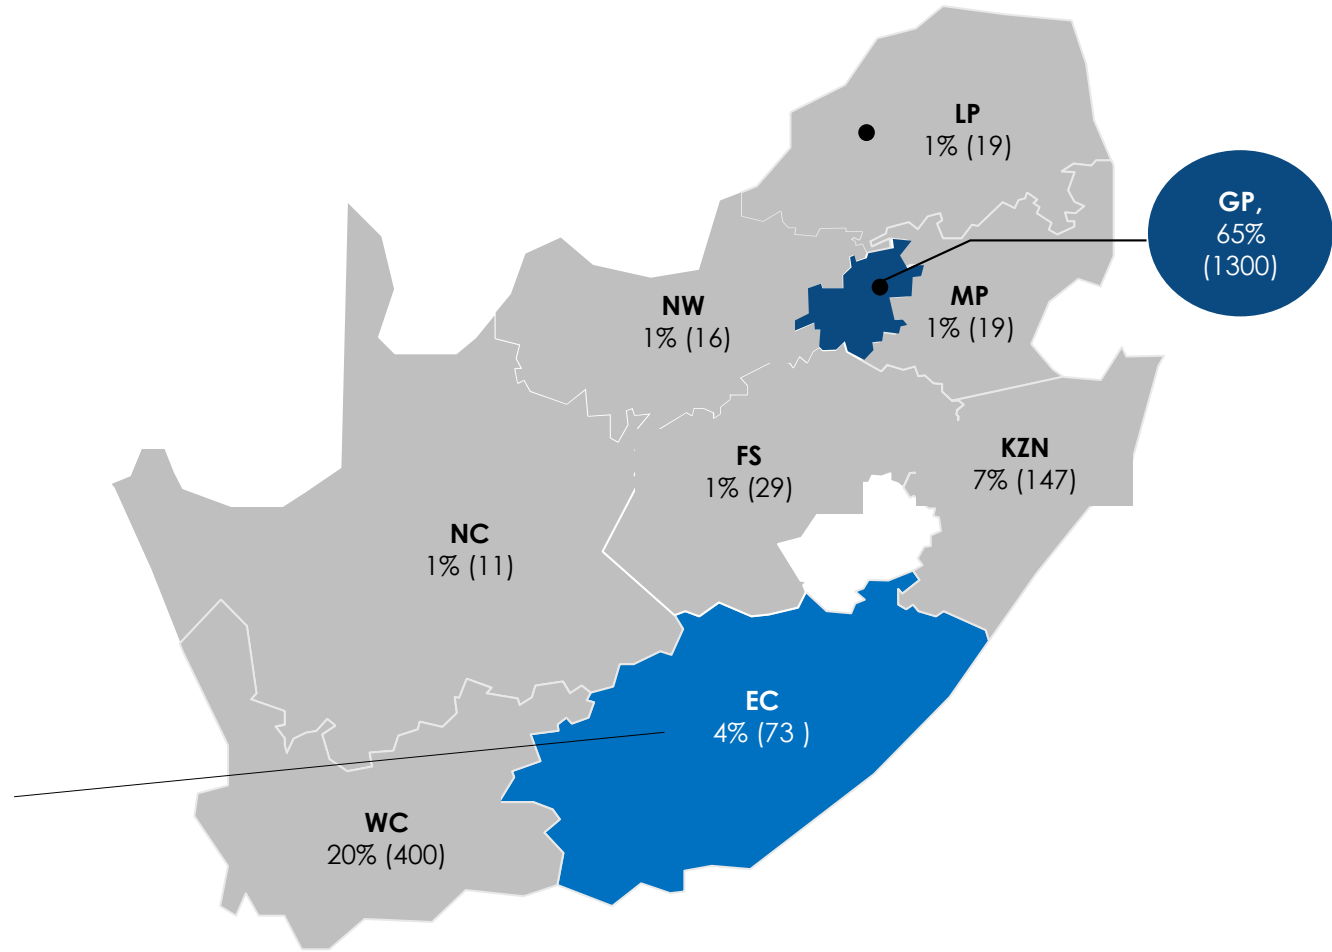 LP
1% (19)
GP,
65%
(1300)
NW
1% (16)
MP
1% (19)
FS
1% (29)
KZN
7% (147)
NC
1% (11)
EC
4% (73 )
WC
20% (400)